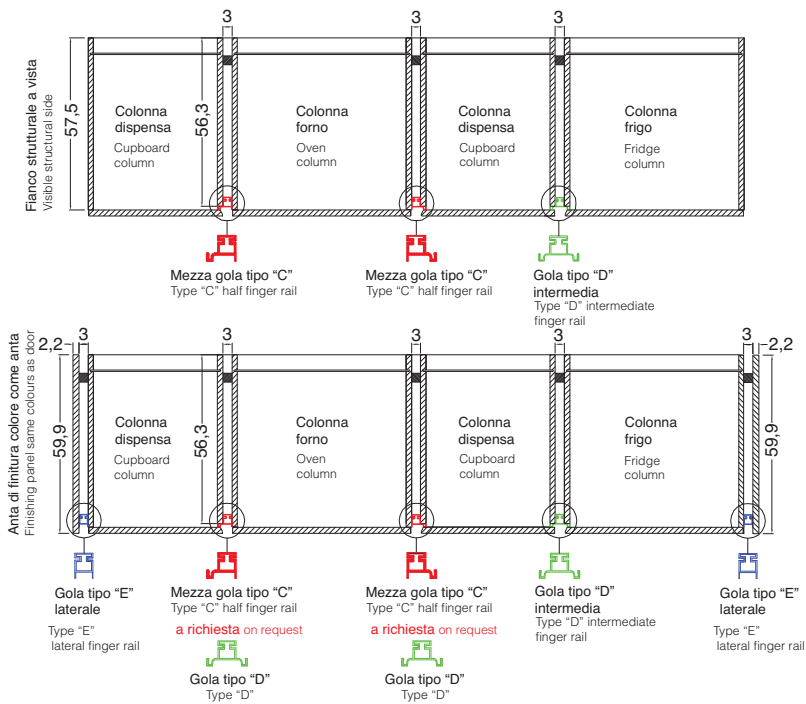 3
3
3
Fianco strutturale a vista
Visible structural side
57,5
56,3
Colonna
dispensa
Cupboard
column
Colonna
forno
Oven
column
Colonna
dispensa
Cupboard
column
Colonna
frigo
Fridge
column
Mezza gola tipo “C”
Type “C” half finger rail
Mezza gola tipo “C”
Type “C” half finger rail
Gola tipo “D”
intermedia
Type “D” intermediate
finger rail
2,2
3
3
3
3
3
2,2
Anta di finitura colore come anta
Finishing panel same colours as door
59,9
56,3
59,9
Colonna
dispensa
Cupboard
column
Colonna
forno
Oven
column
Colonna
dispensa
Cupboard
column
Colonna
frigo
Fridge
column
Gola tipo “E”
laterale
Type “E”
lateral finger rail
Mezza gola tipo “C”
Type “C” half finger rail
a richiesta on request
Gola tipo “D”
Type “D”
Mezza gola tipo “C”
Type “C” half finger rail
a richiesta on request
Gola tipo “D”
Type “D”
Gola tipo “D”
intermedia
Type “D” intermediate
finger rail
Gola tipo “E”
laterale
Type “E”
lateral finger rail